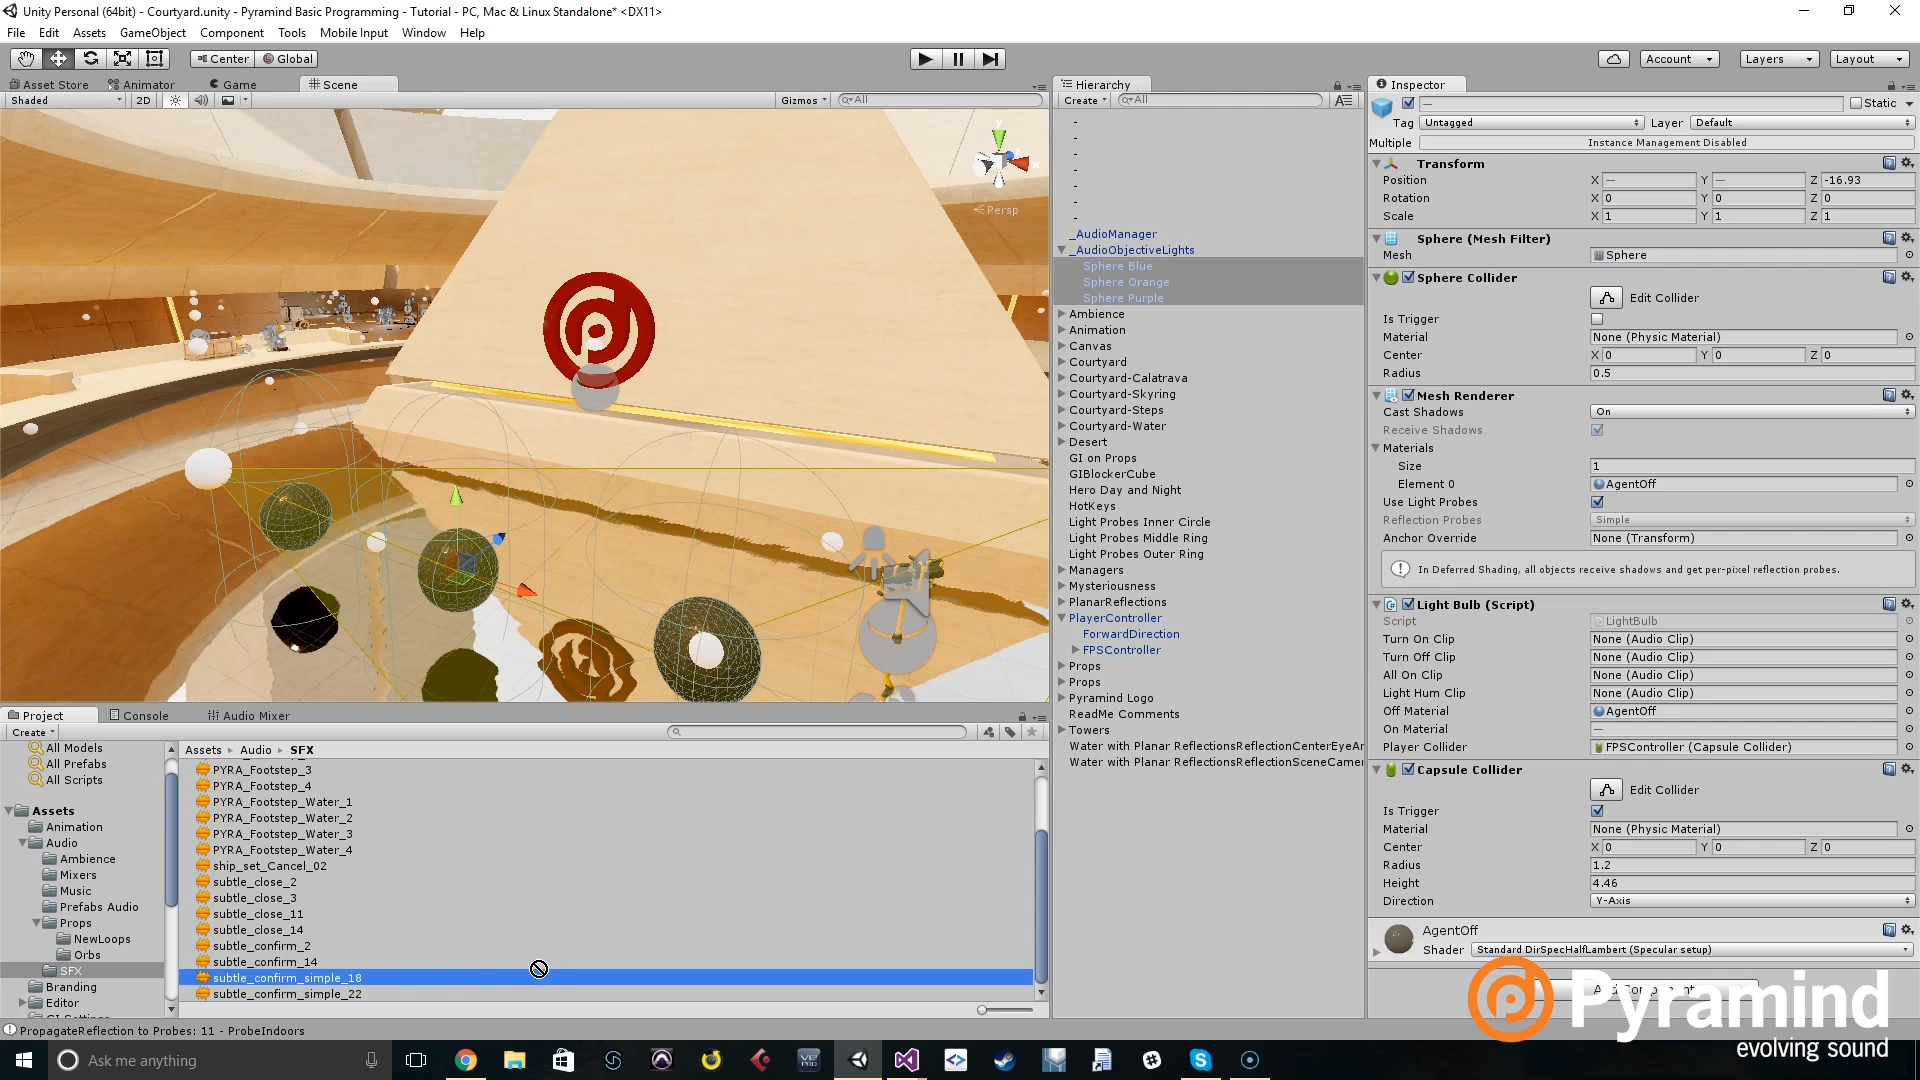 Unity Personal (64bit) - Courtyard.unity - Pyramind Basic Programming - Tutorial - PC, Mac & Linux Standalone* <DX11>
File Edit Assets GameObject Component Tools Mobile Input Window Help
Center Global Account Layers Layout
Asset Store Animator Game Scene
Shaded 2D Gizmos All
y
x
Persp
Hierarchy
Create All
-
-
-
-
-
-
-
_AudioManager
_AudioObjectiveLights
Sphere Blue
Sphere Orange
Sphere Purple
Ambience
Animation
Canvas
Courtyard
Courtyard-Calatrava
Courtyard-Skyring
Courtyard-Steps
Courtyard-Water
Desert
GI on Props
GIBlockerCube
Hero Day and Night
HotKeys
Light Probes Inner Circle
Light Probes Middle Ring
Light Probes Outer Ring
Managers
Mysteriousness
PlanarReflections
PlayerController
ForwardDirection
FPSController
Props
Props
Pyramind Logo
ReadMe Comments
Towers
Water with Planar ReflectionsReflectionCenterEyeAr
Water with Planar ReflectionsReflectionSceneCamer
Inspector
— Static
Tag Untagged Layer Default
Multiple Instance Management Disabled
Transform
Position X — Y — Z -16.93
Rotation X 0 Y 0 Z 0
Scale X 1 Y 1 Z 1
Sphere (Mesh Filter)
Mesh Sphere
Sphere Collider
Edit Collider
Is Trigger
Material None (Physic Material)
Center X 0 Y 0 Z 0
Radius 0.5
Mesh Renderer
Cast Shadows On
Receive Shadows
Materials
Size 1
Element 0 AgentOff
Use Light Probes
Reflection Probes Simple
Anchor Override None (Transform)
In Deferred Shading, all objects receive shadows and get per-pixel reflection probes.
Light Bulb (Script)
Script LightBulb
Turn On Clip None (Audio Clip)
Turn Off Clip None (Audio Clip)
All On Clip None (Audio Clip)
Light Hum Clip None (Audio Clip)
Off Material AgentOff
On Material —
Player Collider FPSController (Capsule Collider)
Capsule Collider
Edit Collider
Is Trigger
Material None (Physic Material)
Center X 0 Y 0 Z 0
Radius 1.2
Height 4.46
Direction Y-Axis
AgentOff
Shader Standard DirSpecHalfLambert (Specular setup)
Pyramind
evolving sound
Project Console Audio Mixer
Create
All Models
All Prefabs
All Scripts
Assets
Animation
Audio
Ambience
Mixers
Music
Prefabs Audio
Props
NewLoops
Orbs
SFX
Branding
Editor
Assets Audio SFX
PYRA_Footstep_3
PYRA_Footstep_4
PYRA_Footstep_Water_1
PYRA_Footstep_Water_2
PYRA_Footstep_Water_3
PYRA_Footstep_Water_4
ship_set_Cancel_02
subtle_close_2
subtle_close_3
subtle_close_11
subtle_close_14
subtle_confirm_2
subtle_confirm_14
subtle_confirm_simple_18
subtle_confirm_simple_22
PropagateReflection to Probes: 11 - ProbeIndoors
Ask me anything